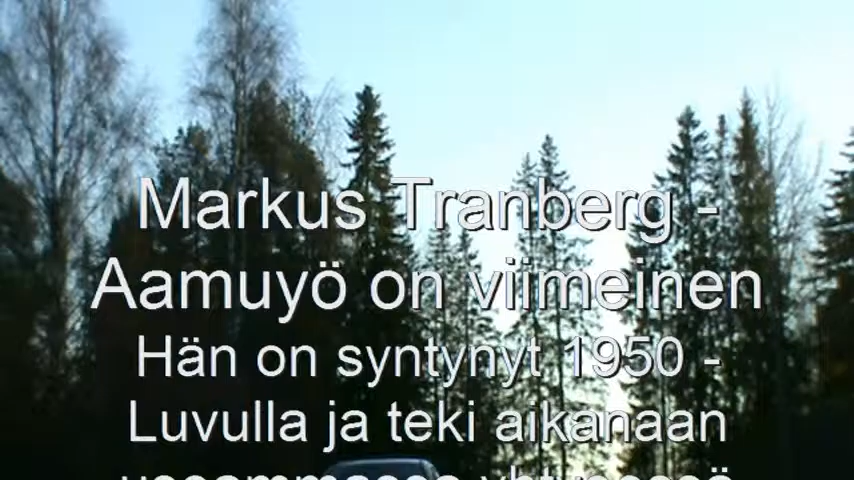 Markus Tranberg -
Aamuyö on viimeinen
Hän on syntynyt 1950 -
Luvulla ja teki aikanaan